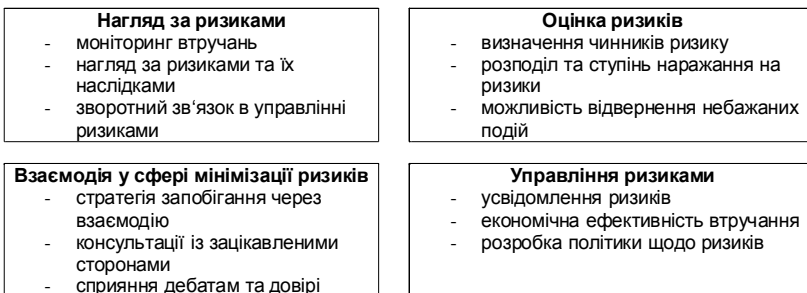 Нагляд за ризиками
- моніторинг втручань
- нагляд за ризиками та їх
наслідками
- зворотний зв‘язок в управлінні
ризиками
Оцінка ризиків
- визначення чинників ризику
- розподіл та ступінь наражання на
ризики
- можливість відвернення небажаних
подій
Взаємодія у сфері мінімізації ризиків
- стратегія запобігання через
взаємодію
- консультації із зацікавленими
сторонами
- сприяння дебатам та довірі
Управління ризиками
- усвідомлення ризиків
- економічна ефективність втручання
- розробка політики щодо ризиків